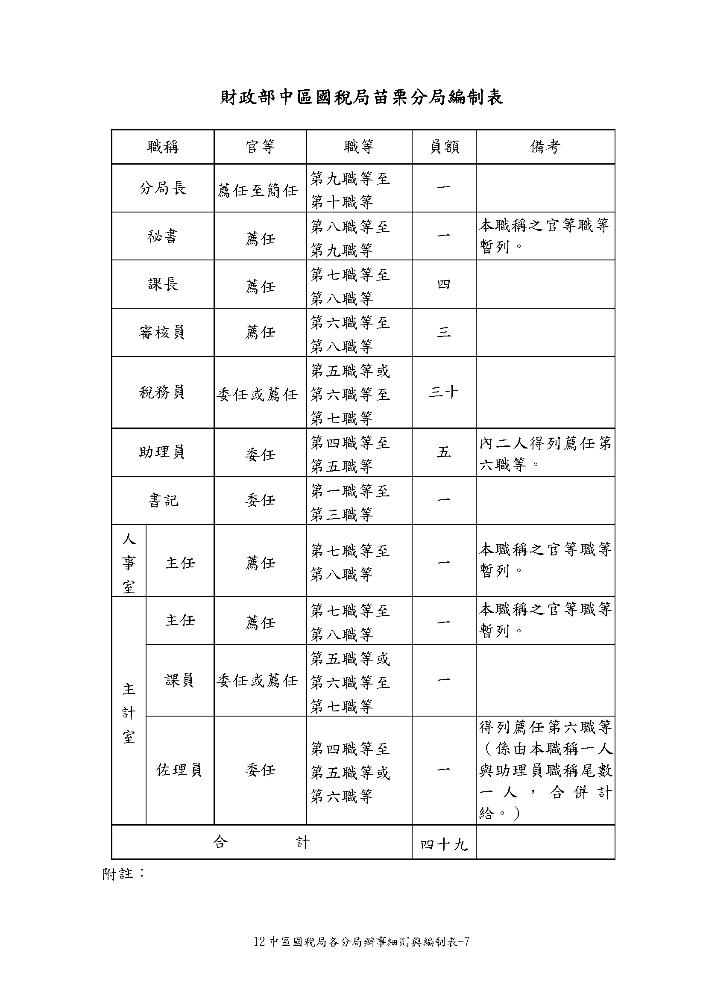 財政部中區國稅局苗栗分局編制表
職稱 官等 職等 員額 備考
分局長 薦任至簡任 第九職等至 一
第十職等
秘書 薦任 第八職等至 一 本職稱之官等職等
第九職等 暫列。
課長 薦任 第七職等至 四
第八職等
審核員 薦任 第六職等至 三
第八職等
稅務員 委任或薦任 第五職等或 三十
第六職等至
第七職等
助理員 委任 第四職等至 五 內二人得列薦任第
第五職等 六職等。
書記 委任 第一職等至 一
第三職等
人事室 主任 薦任 第七職等至 一 本職稱之官等職等
第八職等 暫列。
主計室 主任 薦任 第七職等至 一 本職稱之官等職等
第八職等 暫列。
課員 委任或薦任 第五職等或 一
第六職等至
第七職等
佐理員 委任 第四職等至 一 得列薦任第六職等
第五職等或 (係由本職稱一人
第六職等 與助理員職稱尾數
一人,合併計
給。)
合計 四十九
附註:
12中區國稅局各分局辦事細則與編制表-7